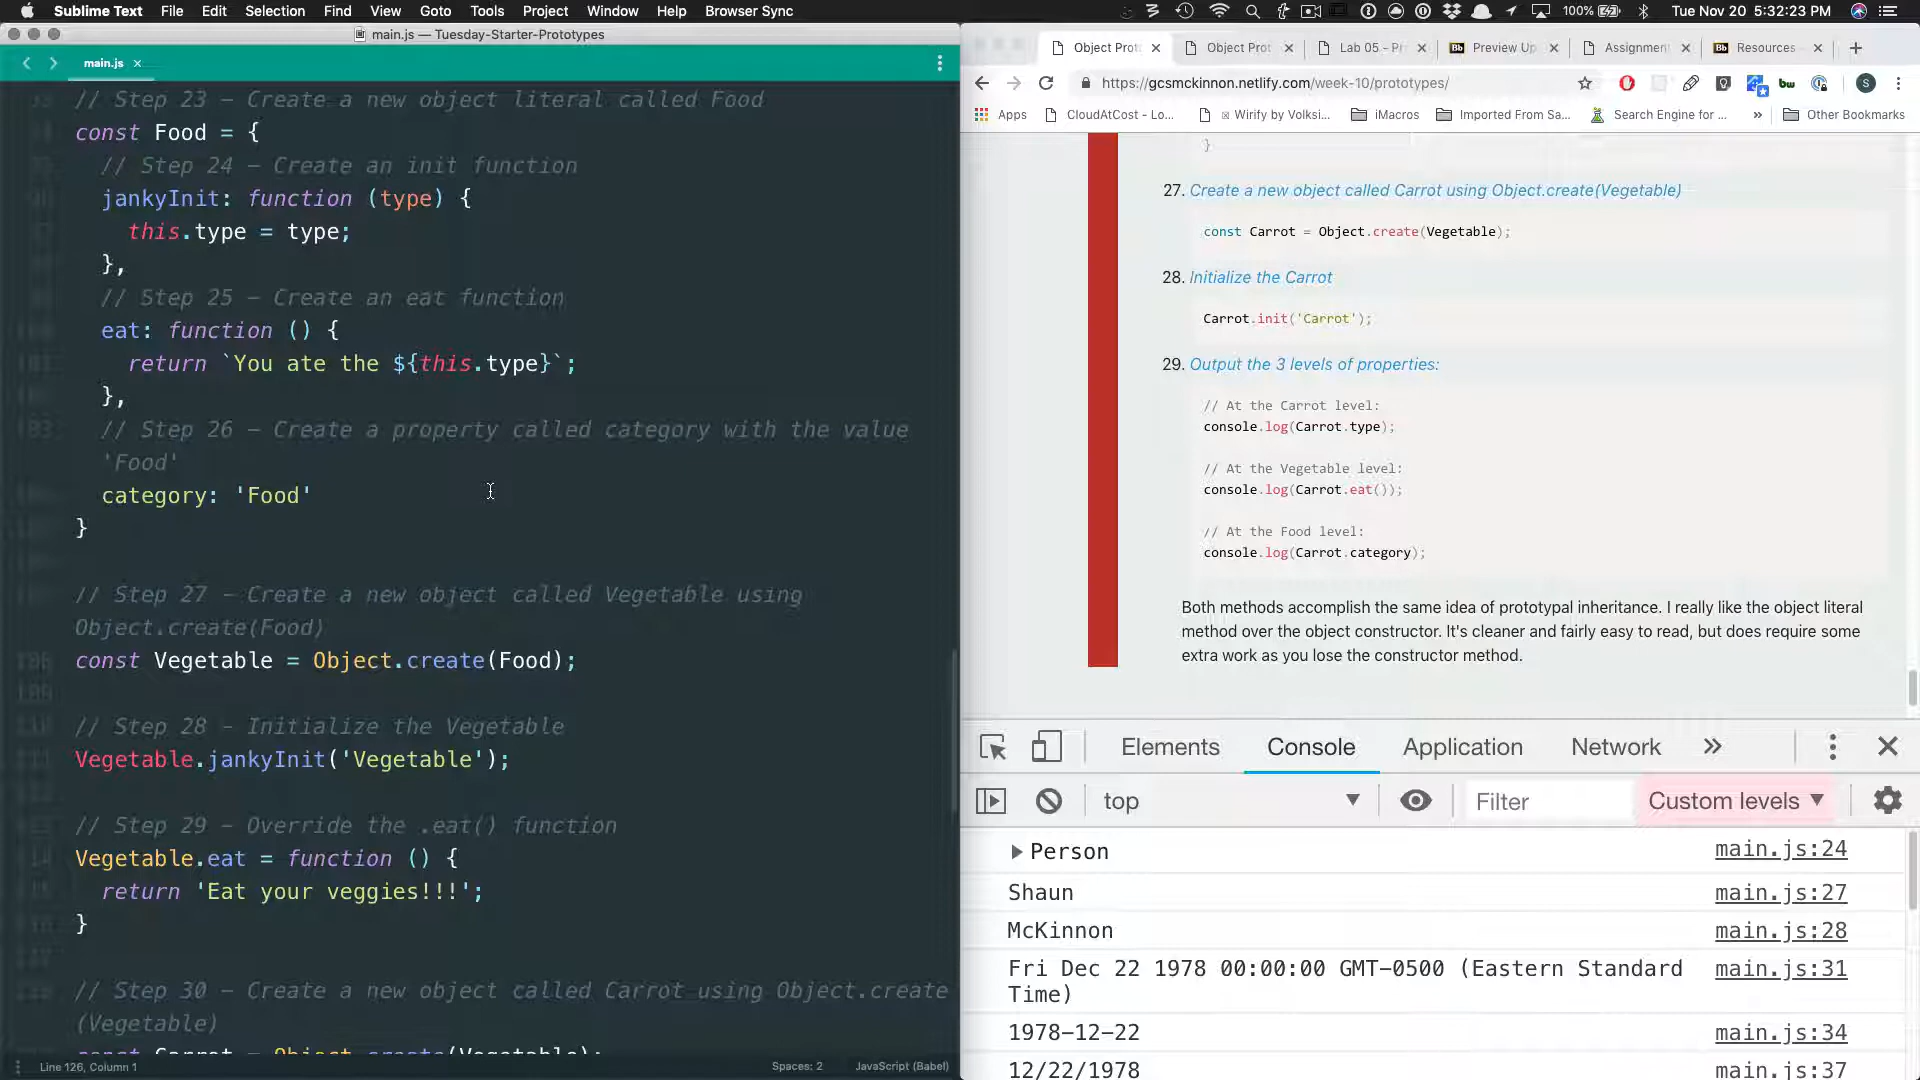 Sublime Text File Edit Selection Find View Goto Tools Project Window Help Browser Sync
100% Tue Nov 20 5:32:23 PM
main.js — Tuesday-Starter-Prototypes
main.js ×
// Step 23 – Create a new object literal called Food
const Food = {
// Step 24 – Create an init function
jankyInit: function (type) {
this.type = type;
},
// Step 25 – Create an eat function
eat: function () {
return `You ate the ${this.type}`;
},
// Step 26 – Create a property called category with the value
'Food'
category: 'Food'
}
// Step 27 – Create a new object called Vegetable using
Object.create(Food)
const Vegetable = Object.create(Food);
// Step 28 – Initialize the Vegetable
Vegetable.jankyInit('Vegetable');
// Step 29 – Override the .eat() function
Vegetable.eat = function () {
return 'Eat your veggies!!!';
}
// Step 30 – Create a new object called Carrot using Object.create
(Vegetable)
const Carrot = Object.create(Vegetable);
Line 126, Column 1 Spaces: 2 JavaScript (Babel)
Object Prot × Object Prot × Lab 05 - Pr × Preview Up × Assignmen × Resources ×
https://gcsmckinnon.netlify.com/week-10/prototypes/
Apps CloudAtCost - Lo... Wirify by Volksi... iMacros Imported From Sa... Search Engine for ... » Other Bookmarks
}
27. Create a new object called Carrot using Object.create(Vegetable)
const Carrot = Object.create(Vegetable);
28. Initialize the Carrot
Carrot.init('Carrot');
29. Output the 3 levels of properties:
// At the Carrot level:
console.log(Carrot.type);
// At the Vegetable level:
console.log(Carrot.eat());
// At the Food level:
console.log(Carrot.category);
Both methods accomplish the same idea of prototypal inheritance. I really like the object literal
method over the object constructor. It's cleaner and fairly easy to read, but does require some
extra work as you lose the constructor method.
Elements Console Application Network »
top Filter Custom levels
Person main.js:24
Shaun main.js:27
McKinnon main.js:28
Fri Dec 22 1978 00:00:00 GMT-0500 (Eastern Standard main.js:31
Time)
1978-12-22 main.js:34
12/22/1978 main.js:37